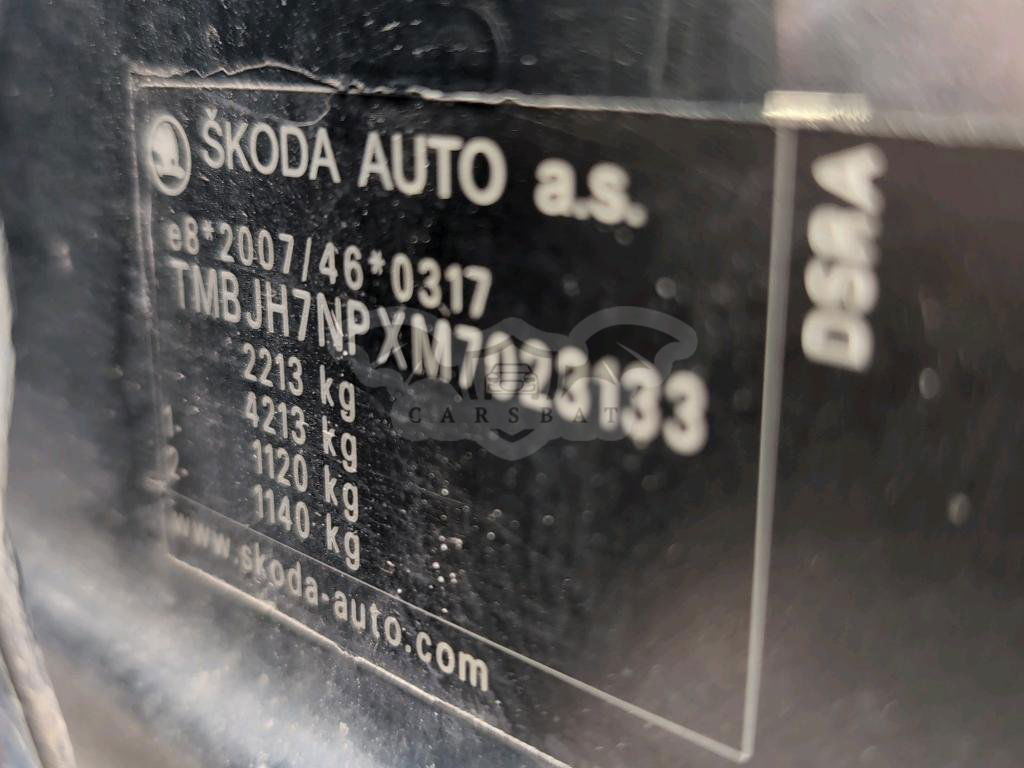 ŠKODA AUTO a.s.
e8*2007/46*0317
TMBJH7NPXM7073133
2213 kg
4213 kg
1120 kg
1140 kg
www.skoda-auto.com
DSRA
CARSBAT